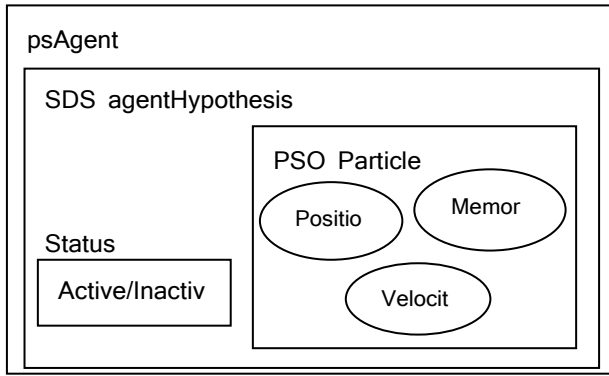 psAgent
SDS agentHypothesis
PSO Particle
Positio
Memor
Status
Active/Inactiv
Velocit